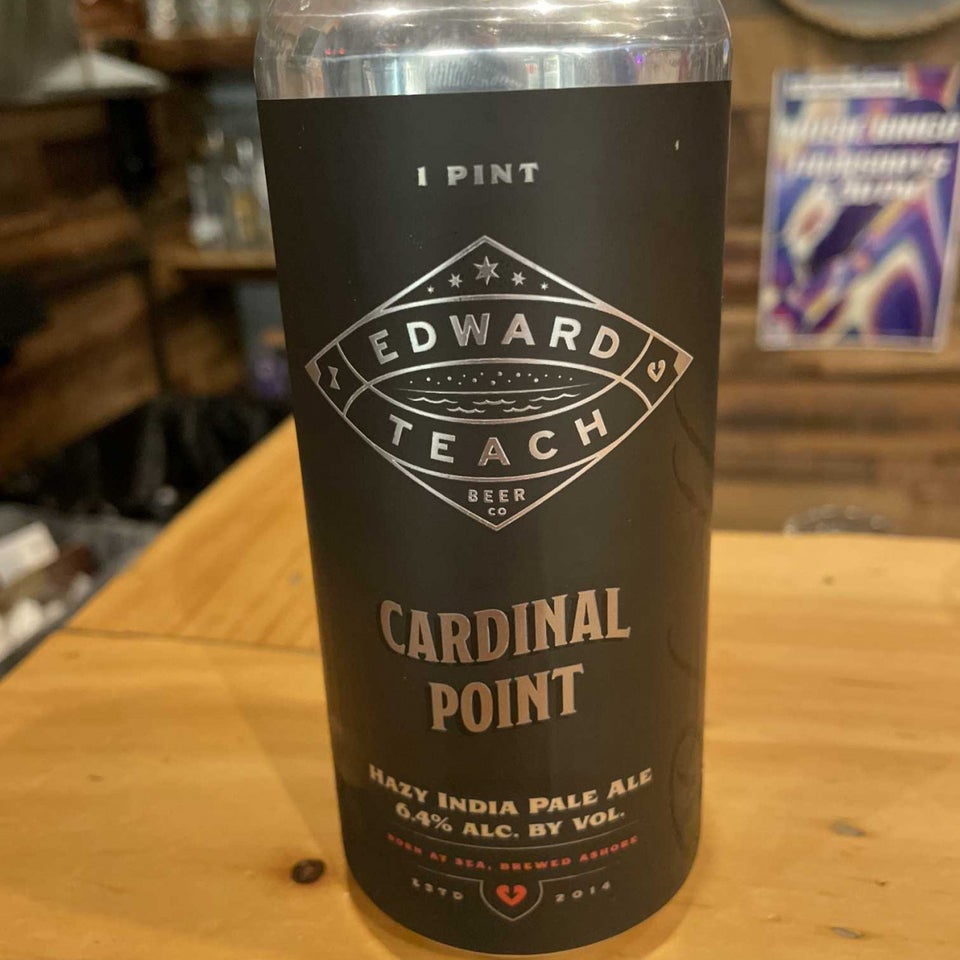 1 PINT
EDWARD
TEACH
BEER
CO
CARDINAL
POINT
HAZY INDIA PALE ALE
6.4% ALC. BY VOL.
BORN AT SEA, BREWED ASHORE
ESTD 2014